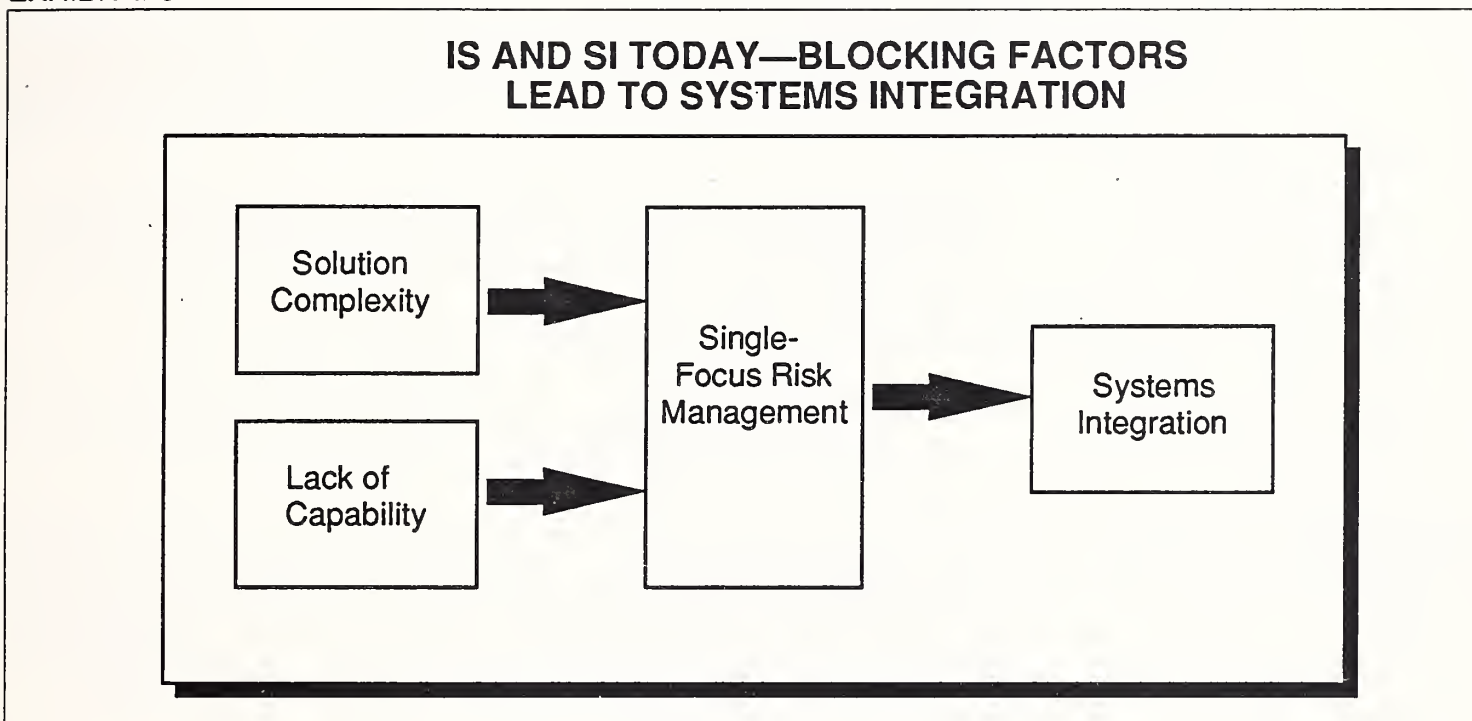 IS AND SI TODAY—BLOCKING FACTORS
LEAD TO SYSTEMS INTEGRATION
Solution
Complexity
Lack of
Capability
Single-
Focus Risk
Management
Systems
Integration